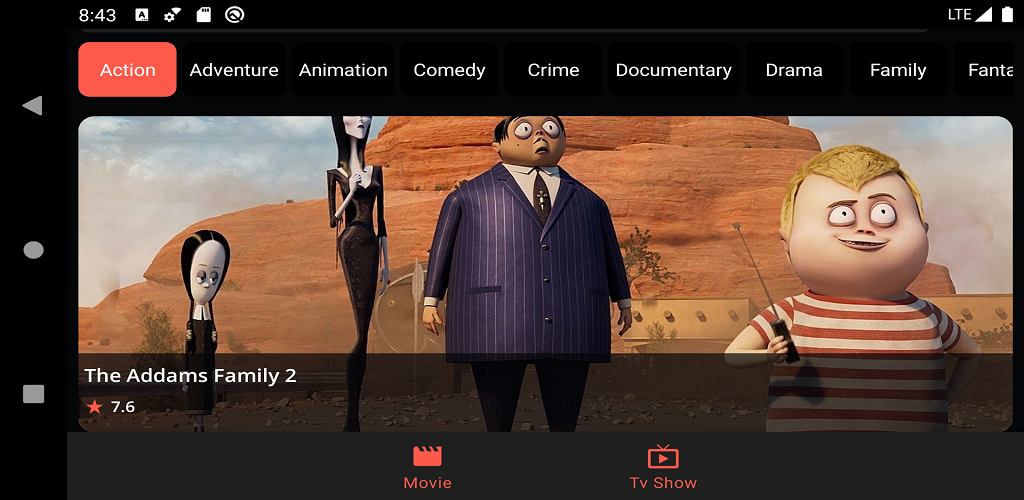 8:43
LTE
Action Adventure Animation Comedy Crime Documentary Drama Family Fanta
The Addams Family 2
7.6
Movie Tv Show